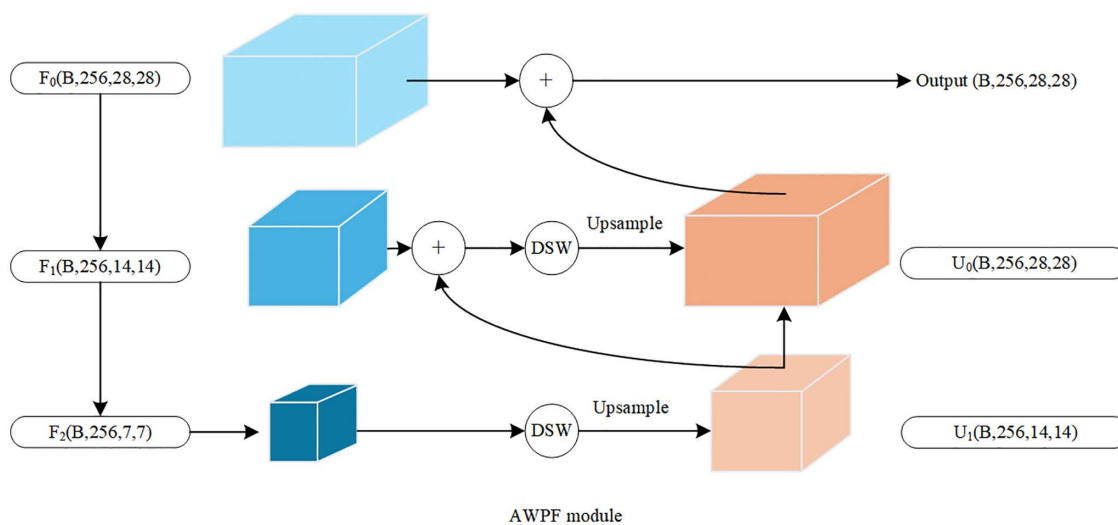 F₀(B,256,28,28)
+
Output (B,256,28,28)
F₁(B,256,14,14)
+
DSW
Upsample
U₀(B,256,28,28)
F₂(B,256,7,7)
DSW
Upsample
U₁(B,256,14,14)
AWPF module